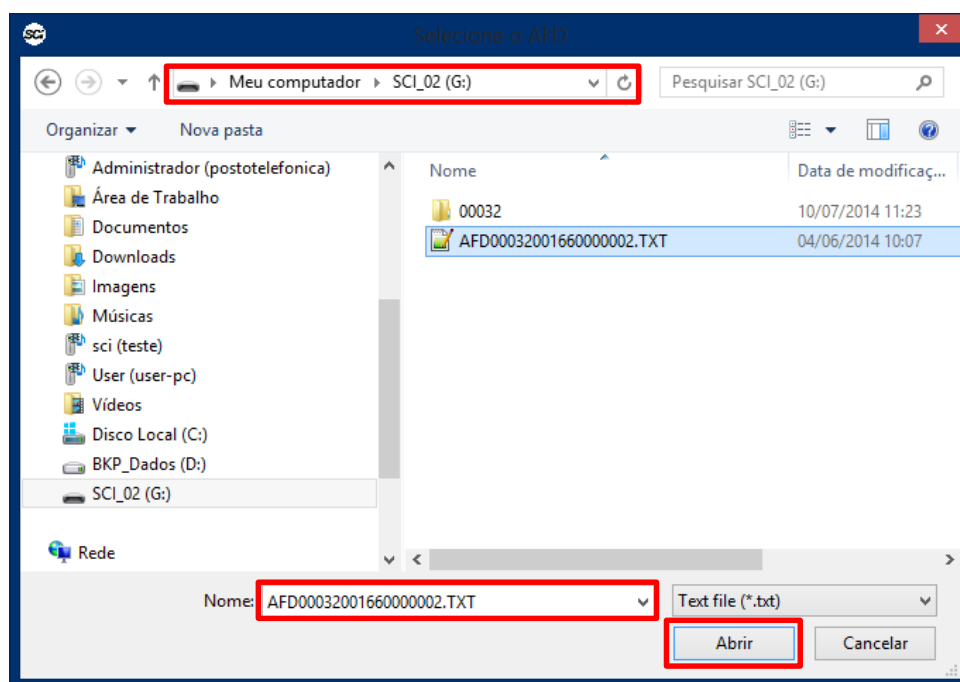 sci
Selecione o AFD
Meu computador SCI_02 (G:)
Pesquisar SCI_02 (G:)
Organizar Nova pasta
Administrador (postotelefonica)
Área de Trabalho
Documentos
Downloads
Imagens
Músicas
sci (teste)
User (user-pc)
Vídeos
Disco Local (C:)
BKP_Dados (D:)
SCI_02 (G:)
Rede
Nome Data de modificaç...
00032 10/07/2014 11:23
AFD00032001660000002.TXT 04/06/2014 10:07
Nome: AFD00032001660000002.TXT Text file (*.txt)
Abrir Cancelar